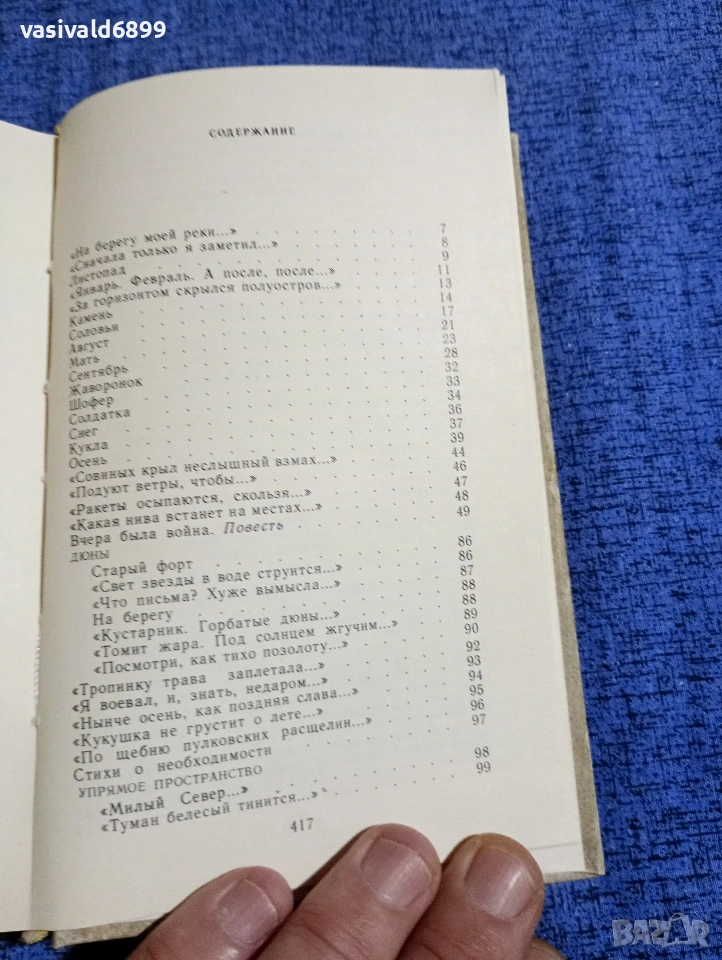 vasivald6899
СОДЕРЖАНИЕ
«На берегу моей реки...» 7
«Сначала только я заметил...» 8
Листопад 9
«Январь. Февраль. А после, после...» 11
«За горизонтом скрылся полуостров...» 13
Камень 14
Соловьи 17
Август 21
Мать 23
Сентябрь 28
Жаворонок 32
Шофер 33
Солдатка 34
Снег 36
Кукла 37
Осень 39
«Совиных крыл неслышный взмах...» 44
«Подуют ветры, чтобы...» 46
«Ракеты осыпаются, скользя...» 47
«Какая нива встанет на местах...» 48
Вчера была война. Повесть 49
ДЮНЫ
Старый форт 86
«Свет звезды в воде струится...» 86
«Что письма? Хуже вымысла...» 87
На берегу 88
«Кустарник. Горбатые дюны...» 88
«Томит жара. Под солнцем жгучим...» 89
«Посмотри, как тихо позолоту...» 90
«Тропинку трава заплетала...» 92
«Я воевал, и, знать, недаром...» 93
«Нынче осень, как поздняя слава...» 94
«Кукушка не грустит о лете...» 95
«По щебню пулковских расщелин...» 96
Стихи о необходимости 97
УПРЯМОЕ ПРОСТРАНСТВО
«Милый Север...» 98
«Туман белесый тинится...» 99
417
BAZAR